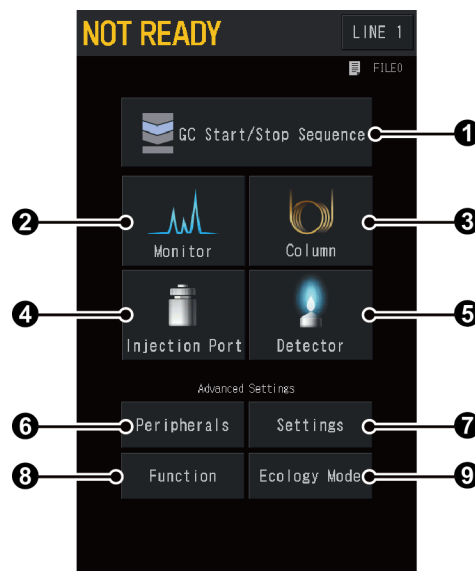 NOT READY
LINE 1
FILE0
GC Start/Stop Sequence
1
2
Monitor
Column
3
4
Injection Port
Detector
5
Advanced Settings
6
Peripherals
Settings
7
8
Function
Ecology Mode
9